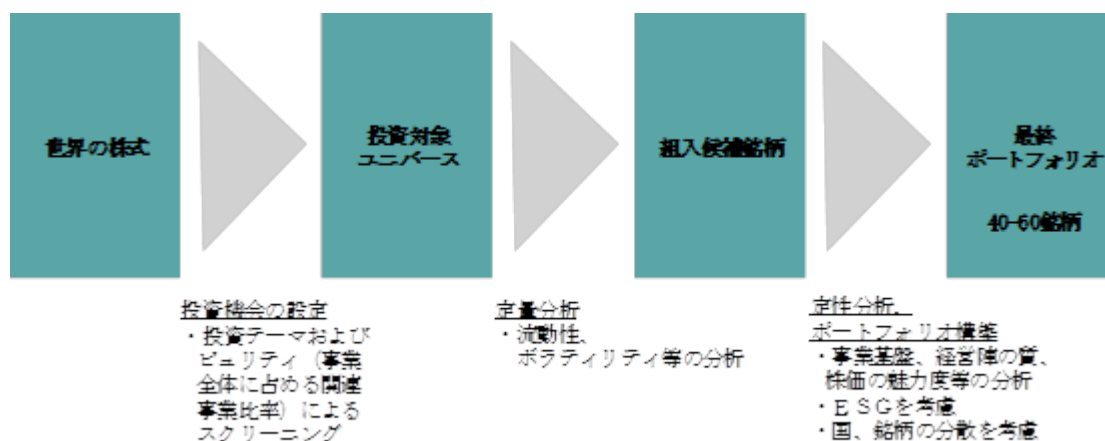 世界の株式
投資対象
ユニバース
組入候補銘柄
最終
ポートフォリオ
40-60銘柄
投資機会の設定
・投資テーマおよび
ピュリティ（事業
全体に占める関連
事業比率）による
スクリーニング
定量分析
・流動性、
ボラティリティ等の分析
定性分析、
ポートフォリオ構築
・事業基盤、経営陣の質、
株価の魅力度等の分析
・ＥＳＧを考慮
・国、銘柄の分散を考慮